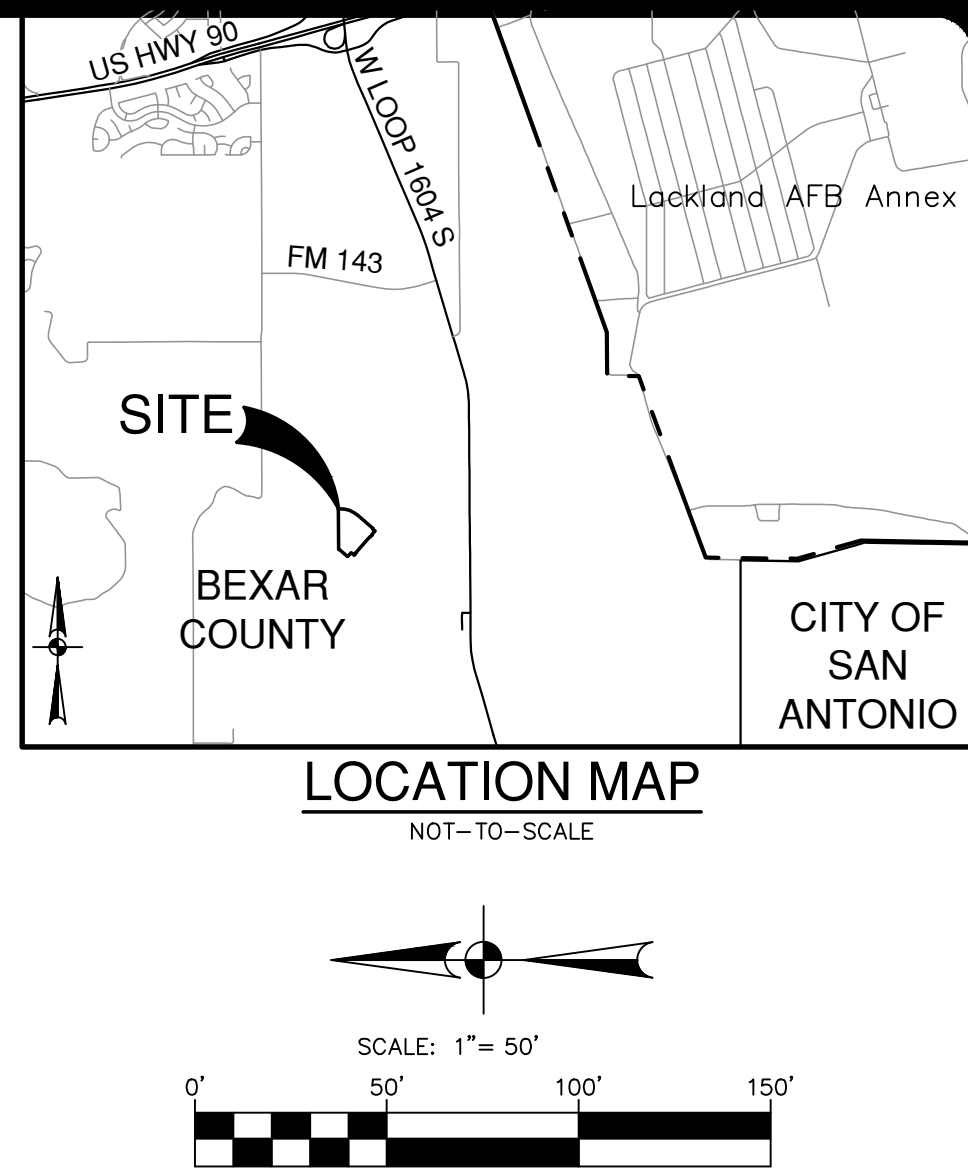 US HWY 90
W LOOP 1604 S
Lackland AFB Annex
FM 143
SITE
BEXAR
COUNTY
CITY OF
SAN
ANTONIO
LOCATION MAP
NOT-TO-SCALE
SCALE: 1"= 50'
0' 50' 100' 150'